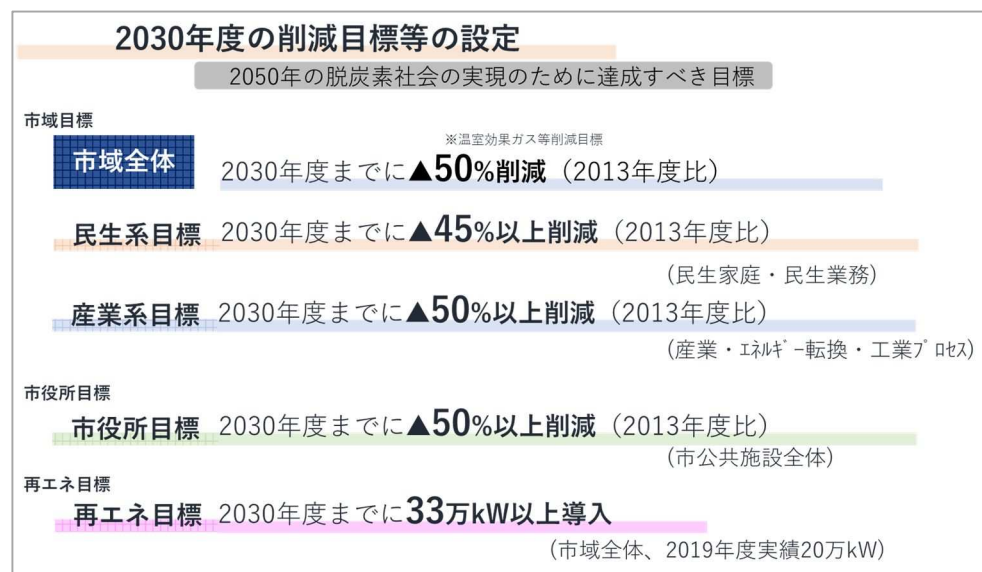 2030年度の削減目標等の設定
2050年の脱炭素社会の実現のために達成すべき目標
市域目標
※温室効果ガス等削減目標
市域全体 2030年度までに▲50%削減（2013年度比）
民生系目標 2030年度までに▲45%以上削減（2013年度比）
(民生家庭・民生業務)
産業系目標 2030年度までに▲50%以上削減（2013年度比）
(産業・ｴﾈﾙｷﾞｰ転換・工業ﾌﾟﾛｾｽ)
市役所目標
市役所目標 2030年度までに▲50%以上削減（2013年度比）
(市公共施設全体)
再エネ目標
再エネ目標 2030年度までに33万kW以上導入
(市域全体、2019年度実績20万kW)